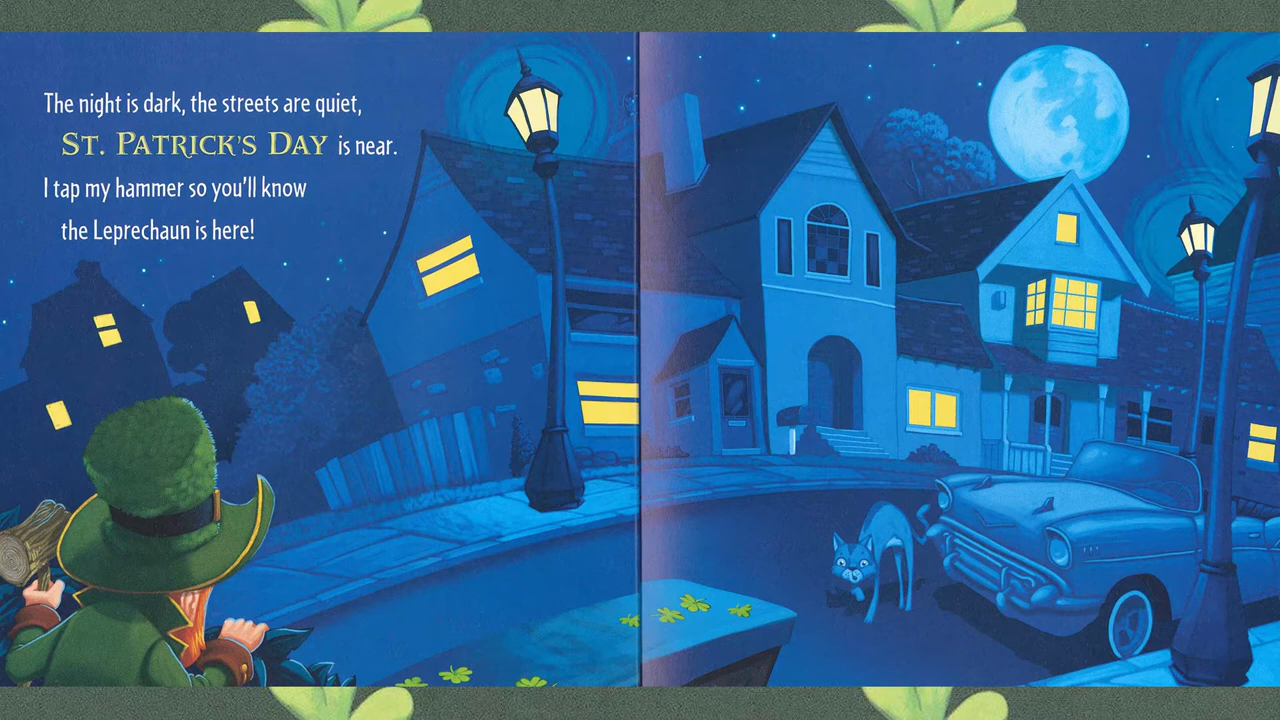 The night is dark, the streets are quiet,
ST. PATRICK'S DAY is near.
I tap my hammer so you'll know
the Leprechaun is here!